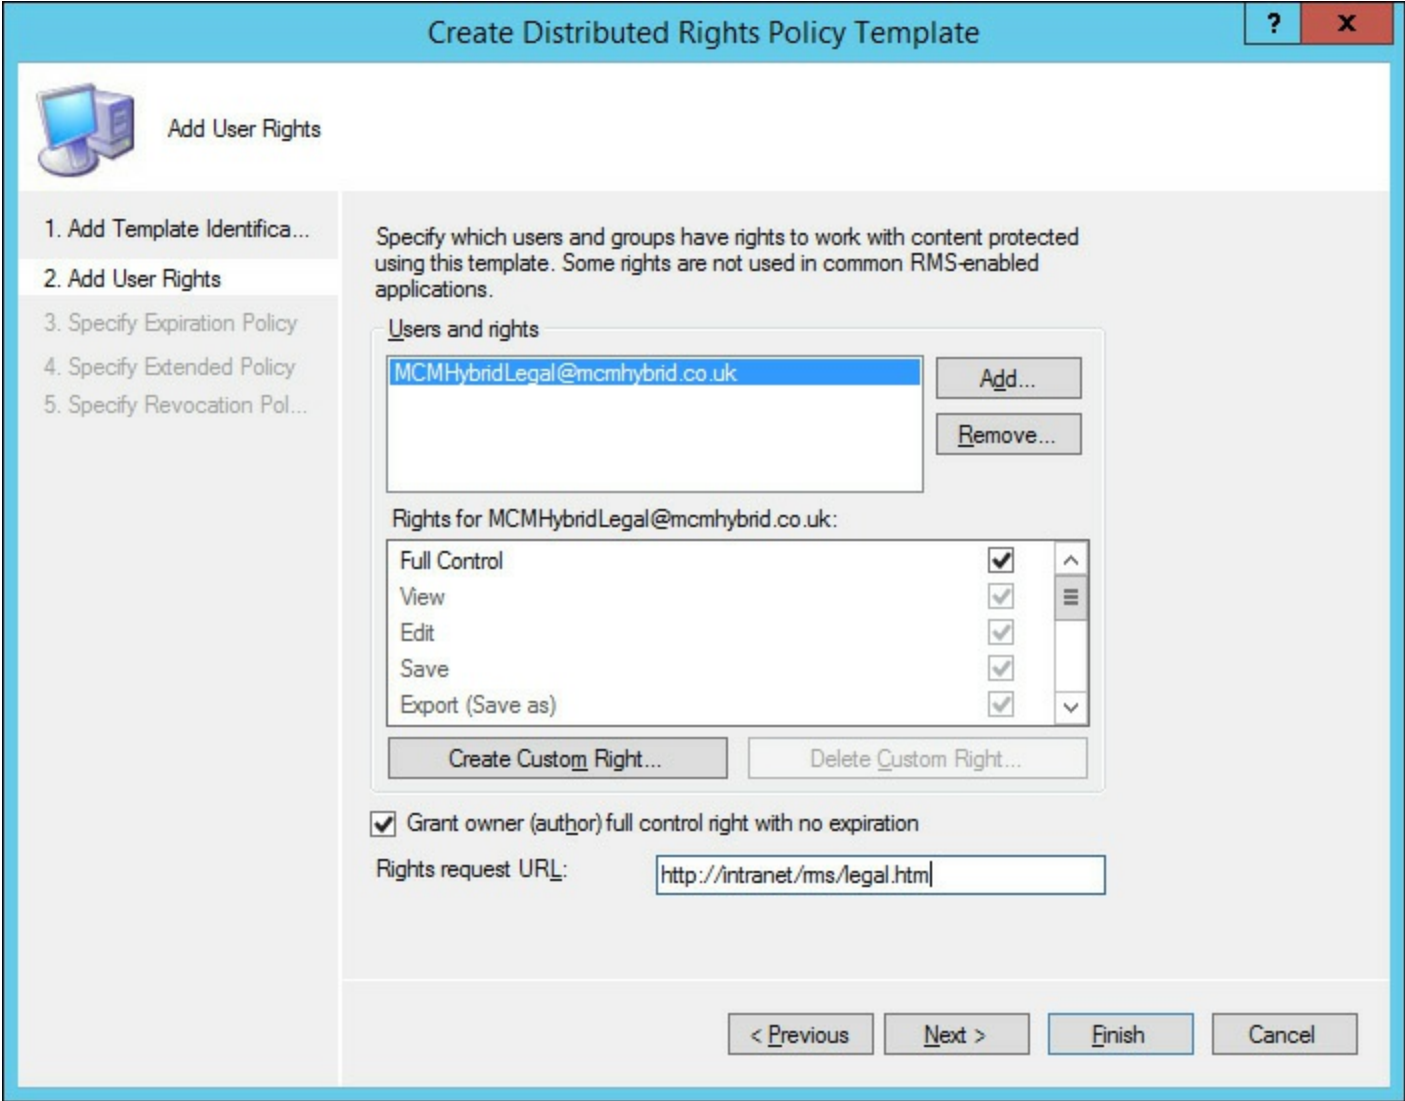 Create Distributed Rights Policy Template
? x
Add User Rights
1. Add Template Identifica...
2. Add User Rights
3. Specify Expiration Policy
4. Specify Extended Policy
5. Specify Revocation Pol...
Specify which users and groups have rights to work with content protected
using this template. Some rights are not used in common RMS-enabled
applications.
Users and rights
MCMHybridLegal@mcmhybrid.co.uk
Add...
Remove...
Rights for MCMHybridLegal@mcmhybrid.co.uk:
Full Control
View
Edit
Save
Export (Save as)
Create Custom Right...
Delete Custom Right...
Grant owner (author) full control right with no expiration
Rights request URL:
http://intranet/rms/legal.htm
< Previous
Next >
Finish
Cancel